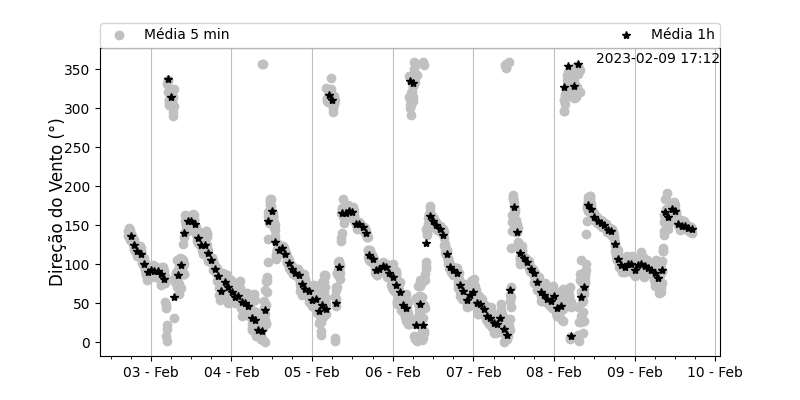 Média 5 min
Média 1h
2023-02-09 17:12
Direção do Vento (°)
350
300
250
200
150
100
50
0
03 - Feb
04 - Feb
05 - Feb
06 - Feb
07 - Feb
08 - Feb
09 - Feb
10 - Feb